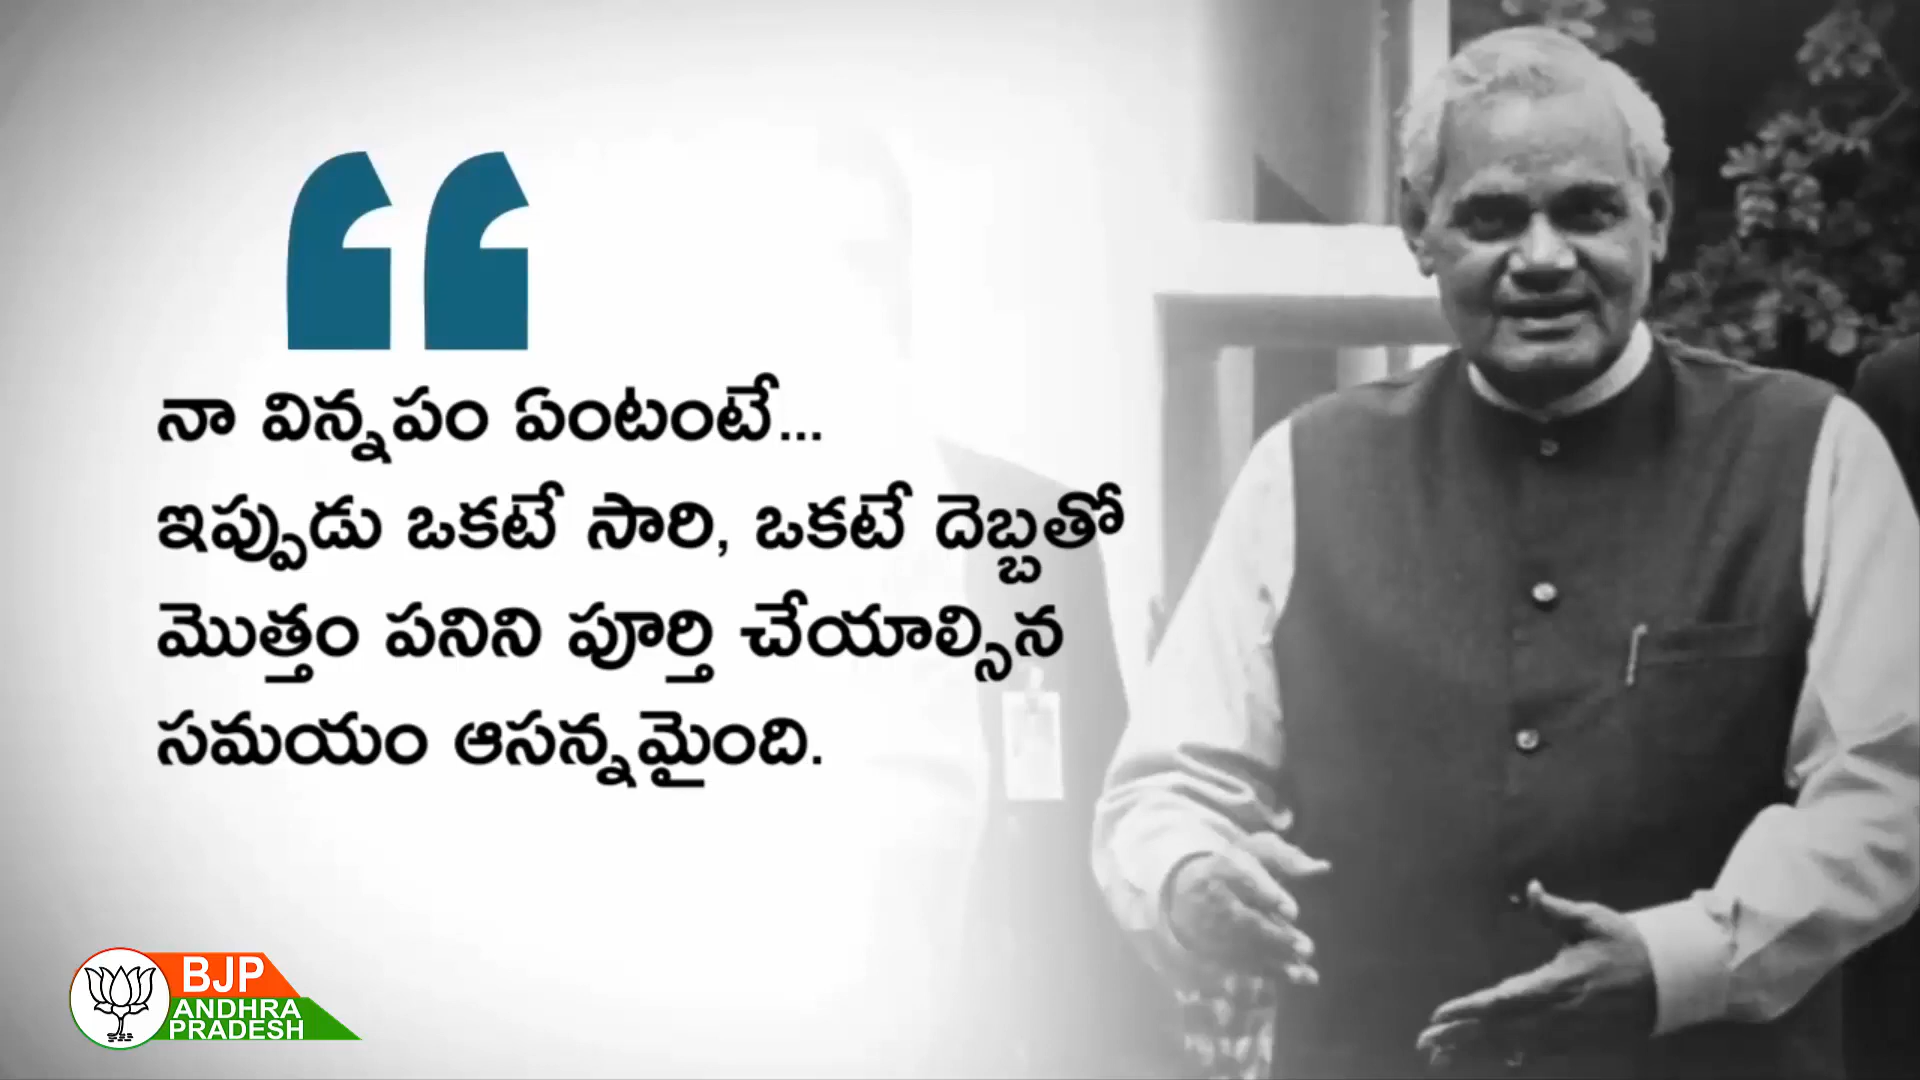 నా విన్నపం ఏంటంటే...
ఇప్పుడు ఒకటే సారి, ఒకటే దెబ్బతో
మొత్తం పనిని పూర్తి చేయాల్సిన
సమయం ఆసన్నమైంది.
BJP
ANDHRA
PRADESH